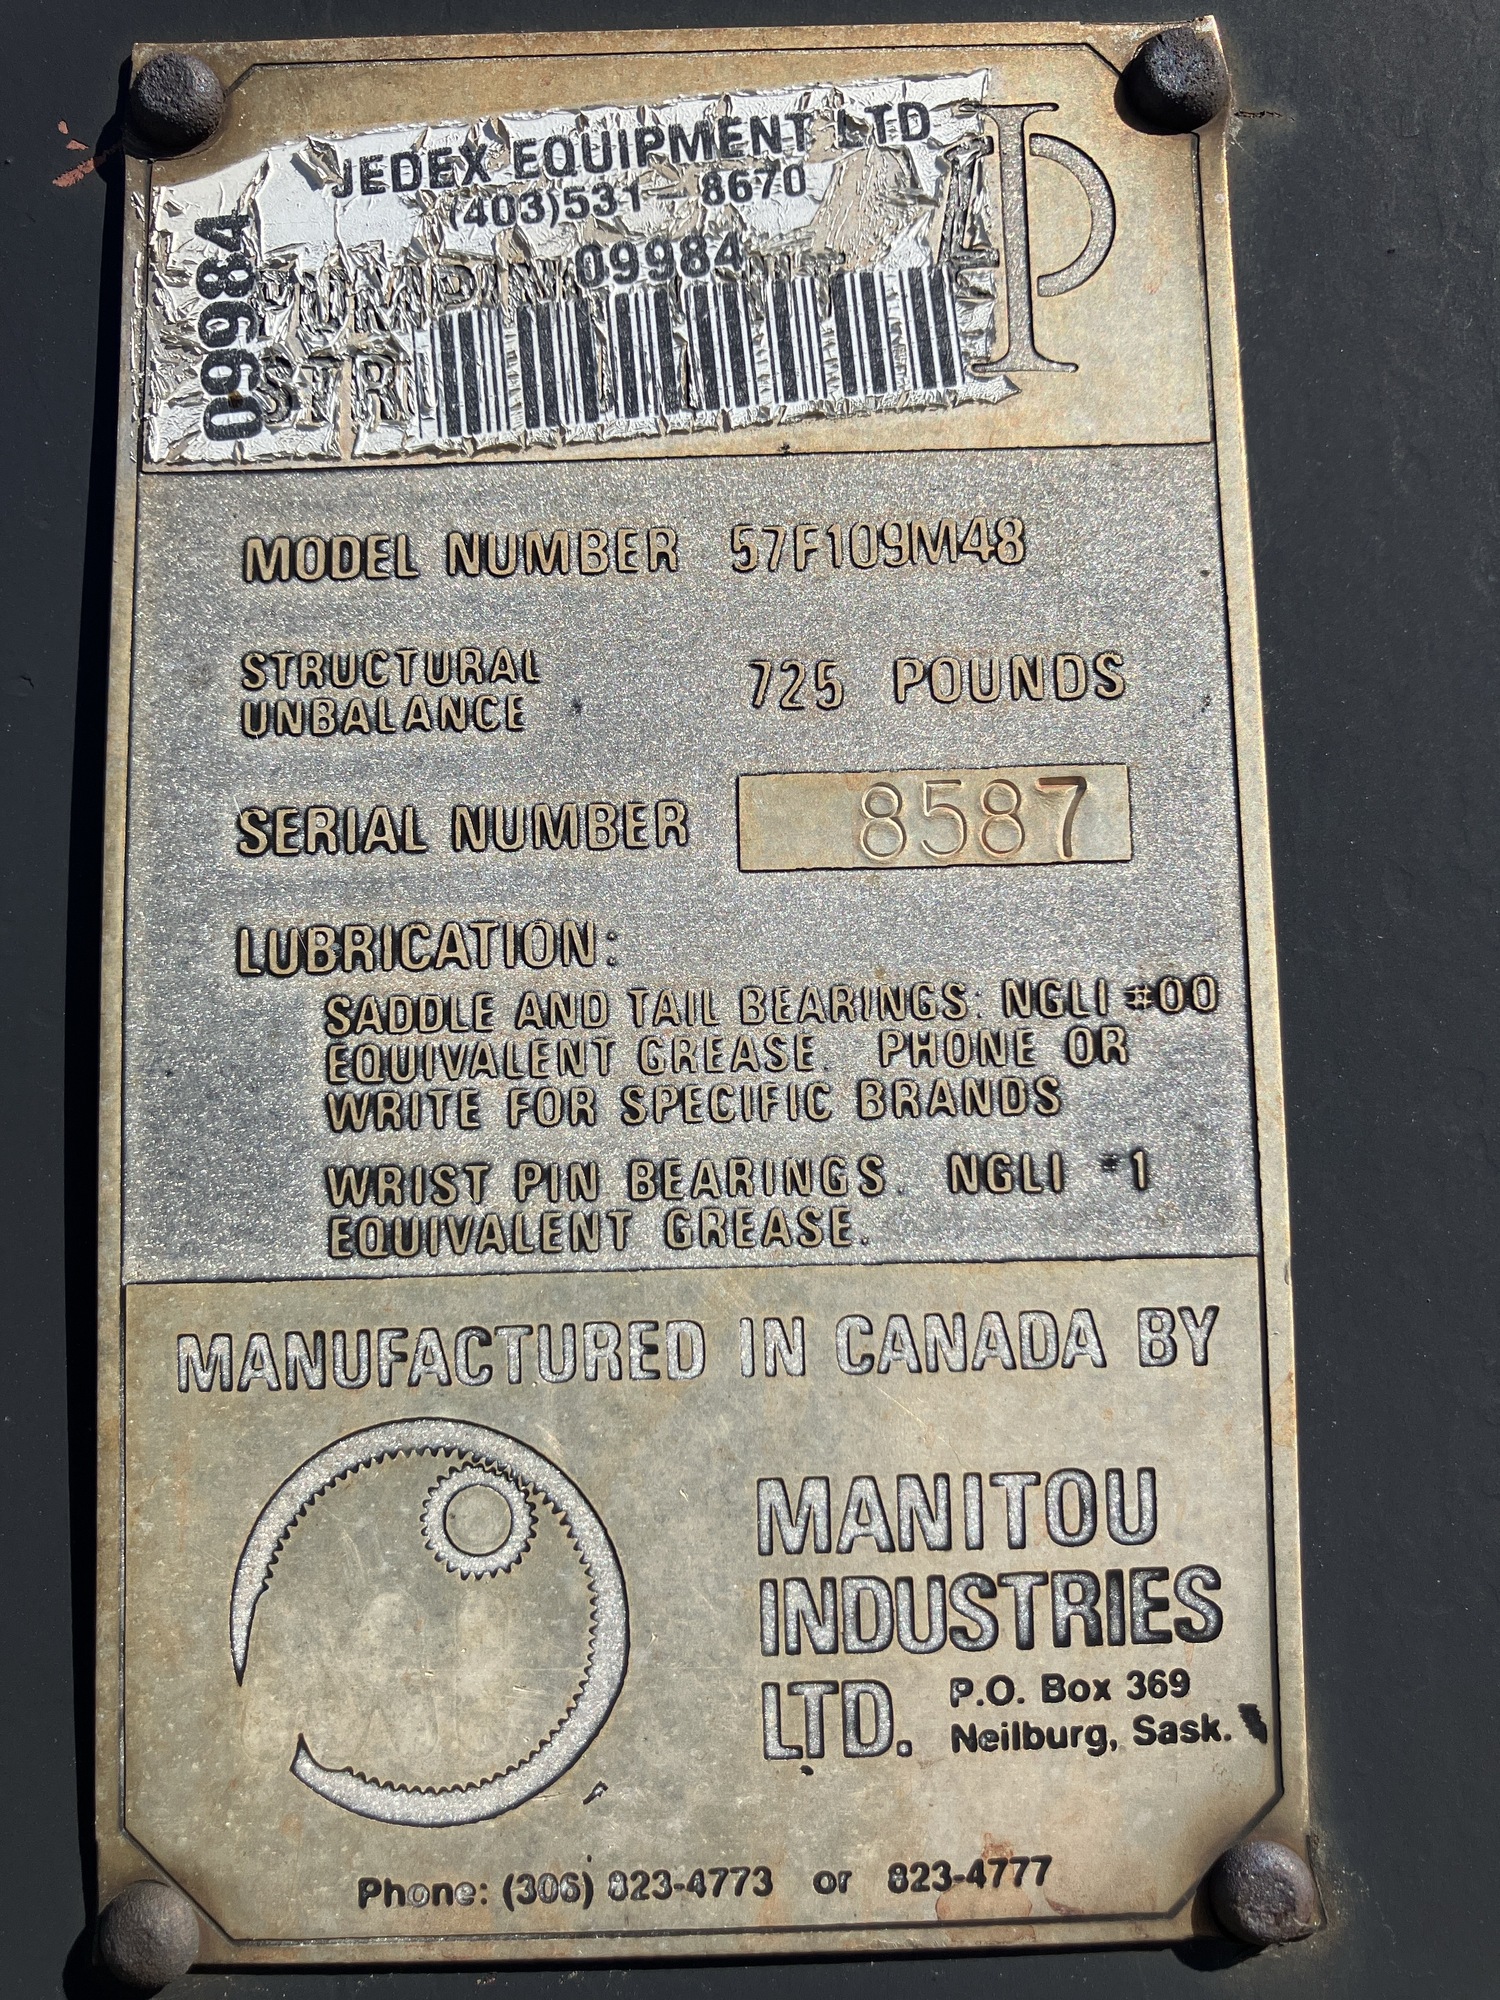 JEDEX EQUIPMENT LTD
(403)531-8670
09984
09984
MODEL NUMBER 57F109M48
STRUCTURAL
UNBALANCE 725 POUNDS
SERIAL NUMBER 8587
LUBRICATION:
SADDLE AND TAIL BEARINGS: NGLI #00
EQUIVALENT GREASE. PHONE OR
WRITE FOR SPECIFIC BRANDS
WRIST PIN BEARINGS. NGLI #1
EQUIVALENT GREASE.
MANUFACTURED IN CANADA BY
MANITOU
INDUSTRIES
LTD.
P.O. Box 369
Neilburg, Sask.
Phone: (306) 823-4773 or 823-4777